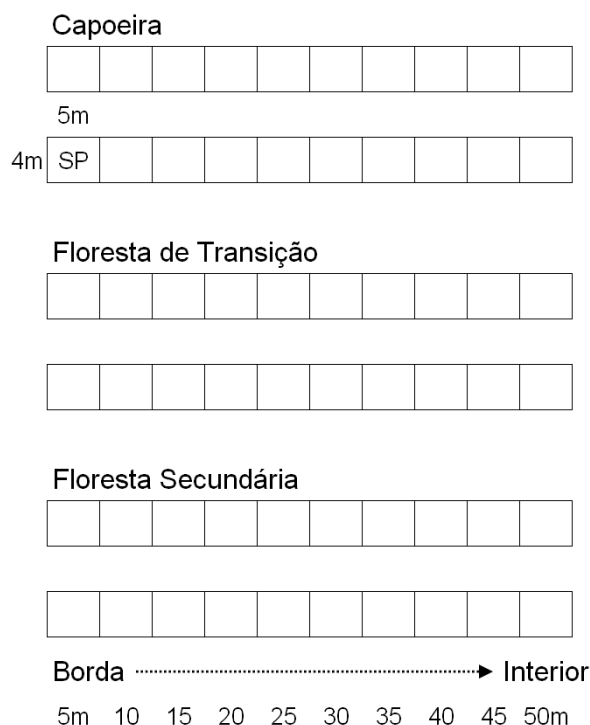 Capoeira
5m
4m SP
Floresta de Transição
Floresta Secundária
Borda Interior
5m 10 15 20 25 30 35 40 45 50m